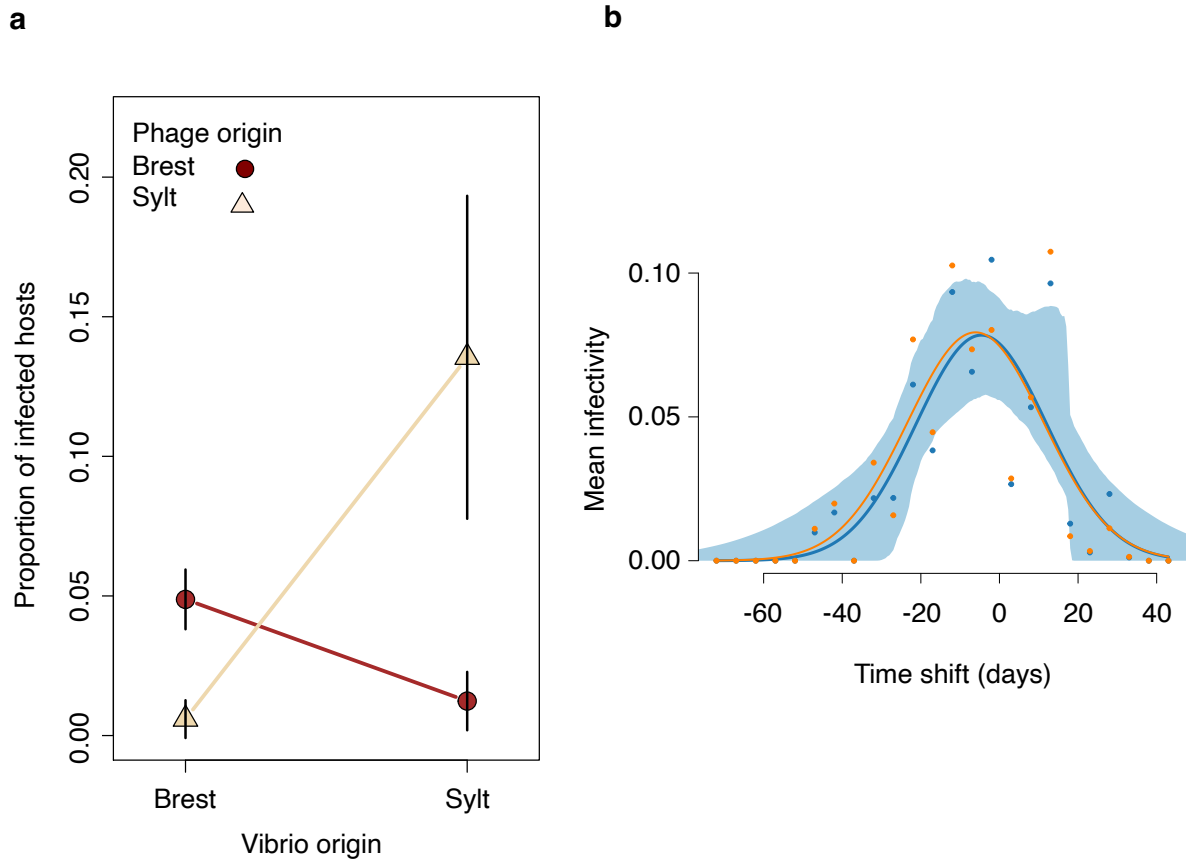 a
Phage origin
Brest
Sylt
0.20
0.15
0.10
0.05
0.00
Proportion of infected hosts
Brest
Sylt
Vibrio origin
b
0.10
0.05
0.00
Mean infectivity
-60
-40
-20
0
20
40
Time shift (days)